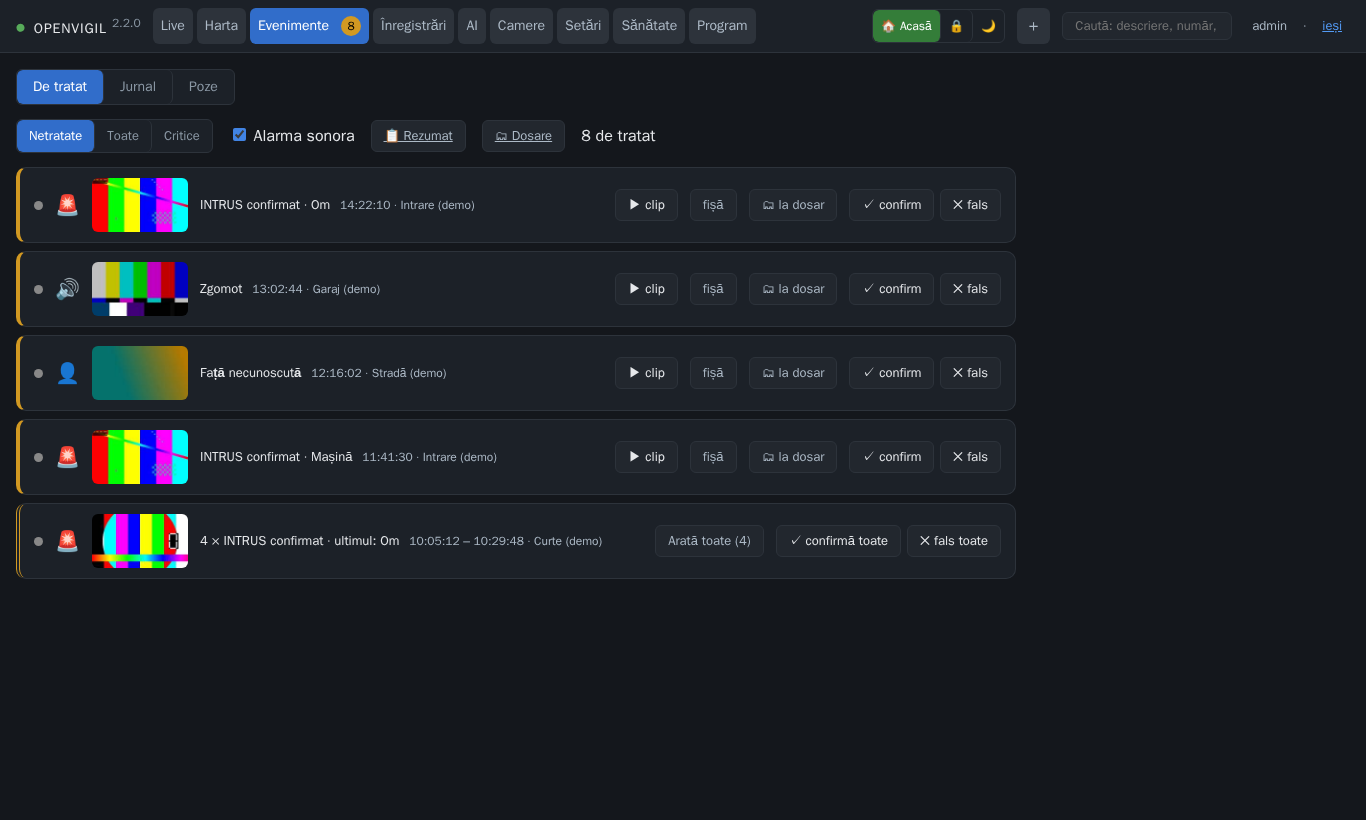 OPENVIGIL 2.2.0 Live Harta Evenimente 8 Înregistrări AI Camere Setări Sănătate Program Acasă + Caută: descriere, număr, admin · ieși
De tratat Jurnal Poze
Netratate Toate Critice Alarma sonora Rezumat Dosare 8 de tratat
INTRUS confirmat · Om 14:22:10 · Intrare (demo) ▶ clip fișă la dosar ✓ confirm ✕ fals
Zgomot 13:02:44 · Garaj (demo) ▶ clip fișă la dosar ✓ confirm ✕ fals
Față necunoscută 12:16:02 · Stradă (demo) ▶ clip fișă la dosar ✓ confirm ✕ fals
INTRUS confirmat · Mașină 11:41:30 · Intrare (demo) ▶ clip fișă la dosar ✓ confirm ✕ fals
4 × INTRUS confirmat · ultimul: Om 10:05:12 – 10:29:48 · Curte (demo) Arată toate (4) ✓ confirmă toate ✕ fals toate